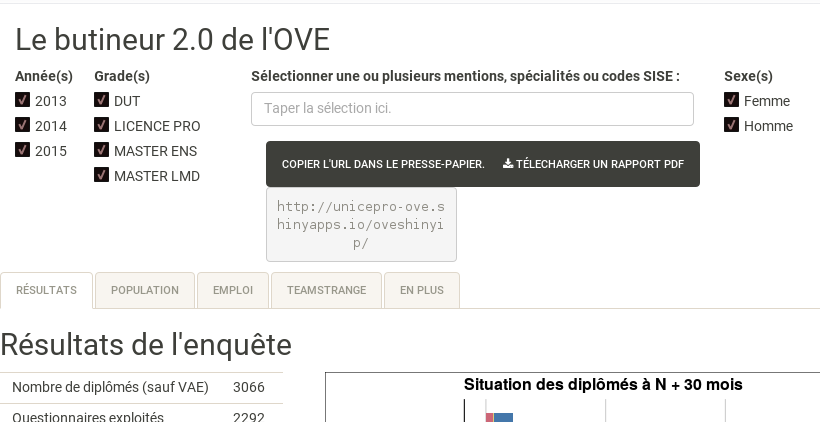 Le butineur 2.0 de l'OVE
Année(s)
2013
2014
2015
Grade(s)
DUT
LICENCE PRO
MASTER ENS
MASTER LMD
Sélectionner une ou plusieurs mentions, spécialités ou codes SISE :
Taper la sélection ici.
Sexe(s)
Femme
Homme
COPIER L'URL DANS LE PRESSE-PAPIER. TÉLECHARGER UN RAPPORT PDF
http://unicepro-ove.s
hinyapps.io/oveshinyi
p/
RÉSULTATS POPULATION EMPLOI TEAMSTRANGE EN PLUS
Résultats de l'enquête
Nombre de diplômés (sauf VAE) 3066
Questionnaires exploités 2292
Situation des diplômés à N + 30 mois